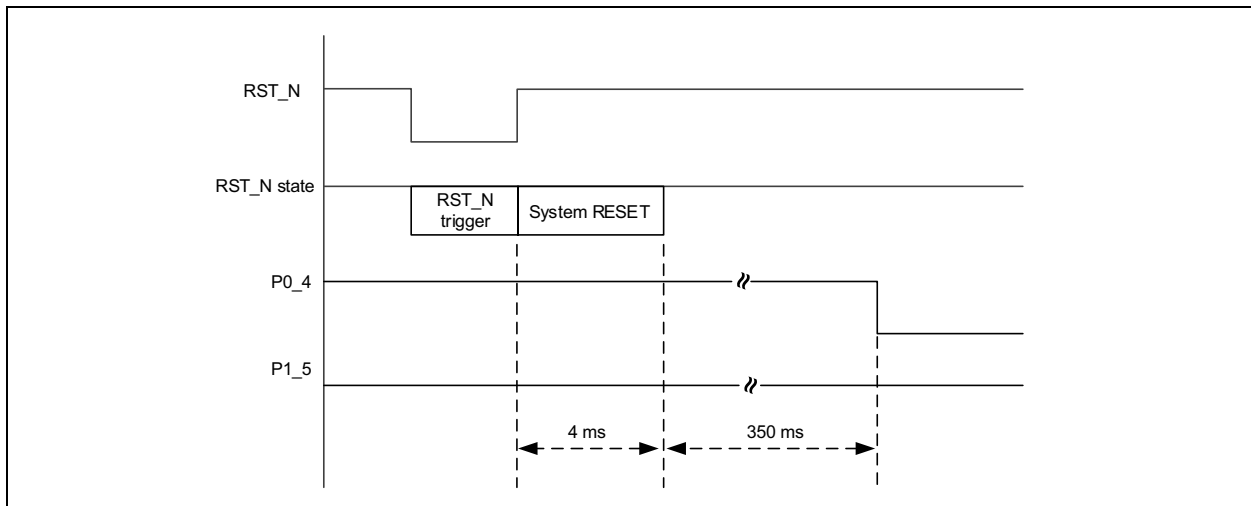 RST_N
RST_N state
RST_N
trigger
System RESET
P0_4
P1_5
4 ms
350 ms